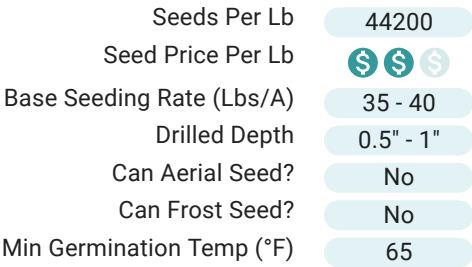 Seeds Per Lb 44200
Seed Price Per Lb $ $ $
Base Seeding Rate (Lbs/A) 35 - 40
Drilled Depth 0.5" - 1"
Can Aerial Seed? No
Can Frost Seed? No
Min Germination Temp (°F) 65